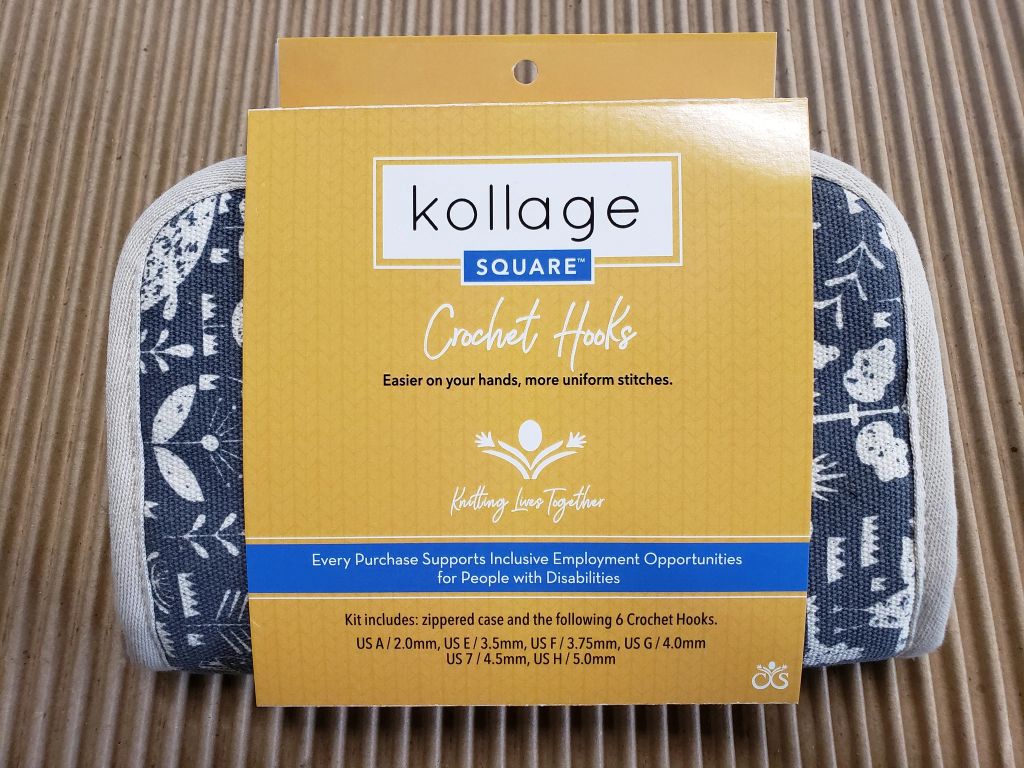 kollage
SQUARE™
Crochet Hooks
Easier on your hands, more uniform stitches.
Knitting Lives Together
Every Purchase Supports Inclusive Employment Opportunities
for People with Disabilities
Kit includes: zippered case and the following 6 Crochet Hooks.
US A / 2.0mm, US E / 3.5mm, US F / 3.75mm, US G / 4.0mm
US 7 / 4.5mm, US H / 5.0mm